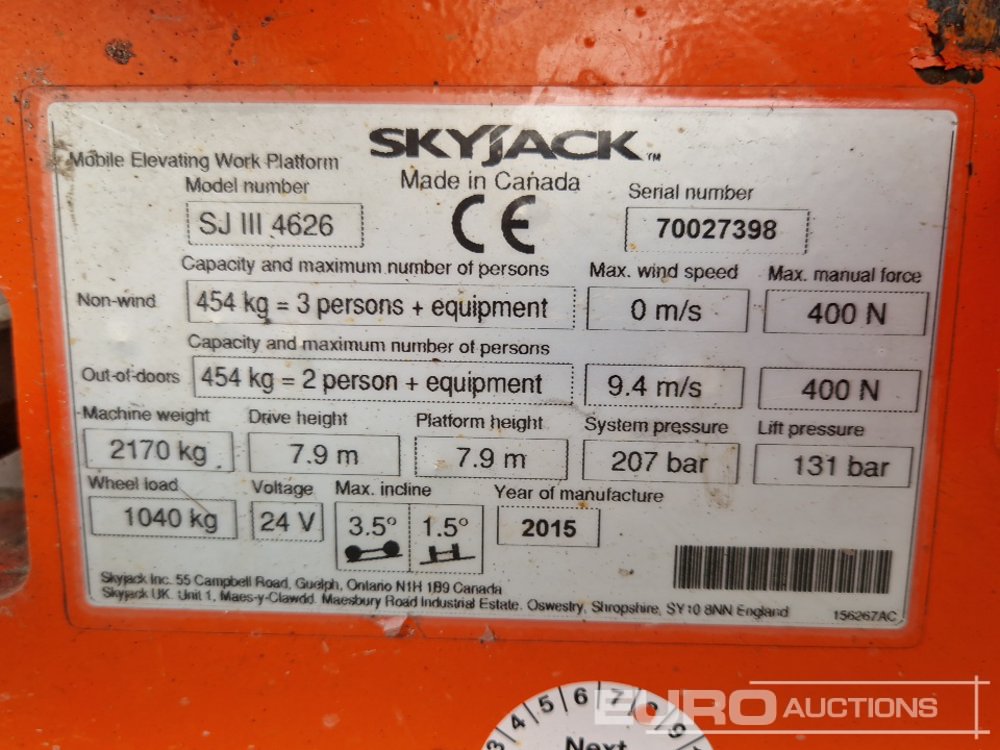 SKYJACK™
Mobile Elevating Work Platform
Made in Canada
Model number
Serial number
SJ III 4626
CE
70027398
Capacity and maximum number of persons
Max. wind speed
Max. manual force
Non-wind
454 kg = 3 persons + equipment
0 m/s
400 N
Capacity and maximum number of persons
Out-of-doors
454 kg = 2 person + equipment
9.4 m/s
400 N
Machine weight
Drive height
Platform height
System pressure
Lift pressure
2170 kg
7.9 m
7.9 m
207 bar
131 bar
Wheel load
Voltage
Max. incline
Year of manufacture
1040 kg
24 V
3.5°
1.5°
2015
Skyjack Inc. 55 Campbell Road, Guelph, Ontario N1H 1B9 Canada
Skyjack UK. Unit 1, Maes-y-Clawdd. Maesbury Road Industrial Estate. Oswestry, Shropshire, SY10 8NN England
156267AC
3 4 5 6 7 8 9
Next
EURO AUCTIONS